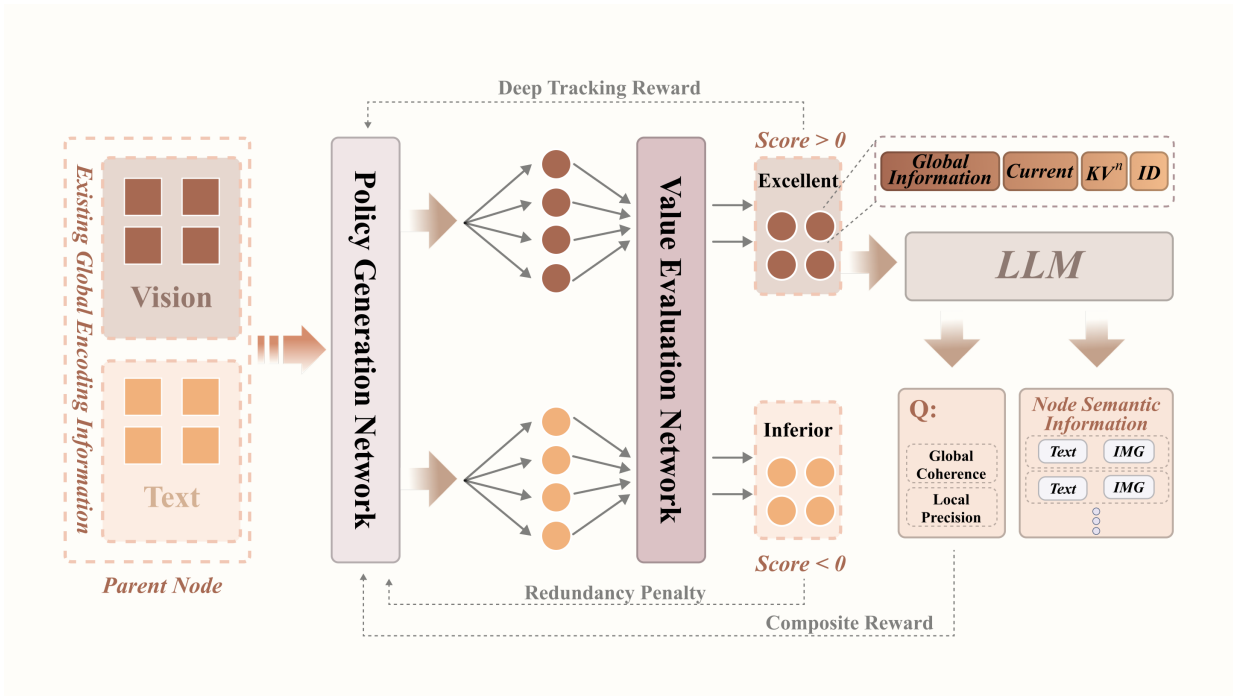 Deep Tracking Reward
Existing Global Encoding Information
Vision
Text
Parent Node
Policy Generation Network
Value Evaluation Network
Score > 0
Excellent
Global
Information
Current
KVⁿ
ID
LLM
Inferior
Score < 0
Q:
Global
Coherence
Local
Precision
Node Semantic
Information
Text IMG
Text IMG
Redundancy Penalty
Composite Reward